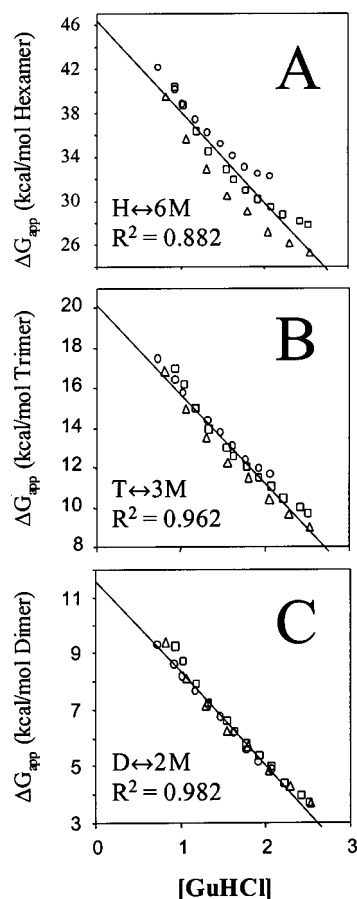 A
ΔG_app (kcal/mol Hexamer)
46
42
38
34
30
26
H↔6M
R² = 0.882
B
ΔG_app (kcal/mol Trimer)
20
18
16
14
12
10
8
T↔3M
R² = 0.962
C
ΔG_app (kcal/mol Dimer)
11
9
7
5
3
D↔2M
R² = 0.982
0 1 2 3
[GuHCl]